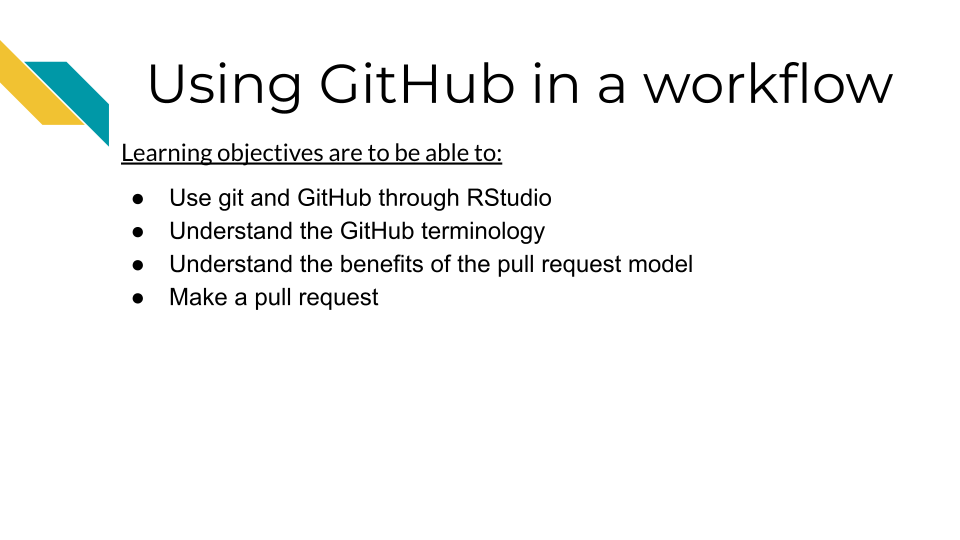 Using GitHub in a workflow
Learning objectives are to be able to:
● Use git and GitHub through RStudio
● Understand the GitHub terminology
● Understand the benefits of the pull request model
● Make a pull request